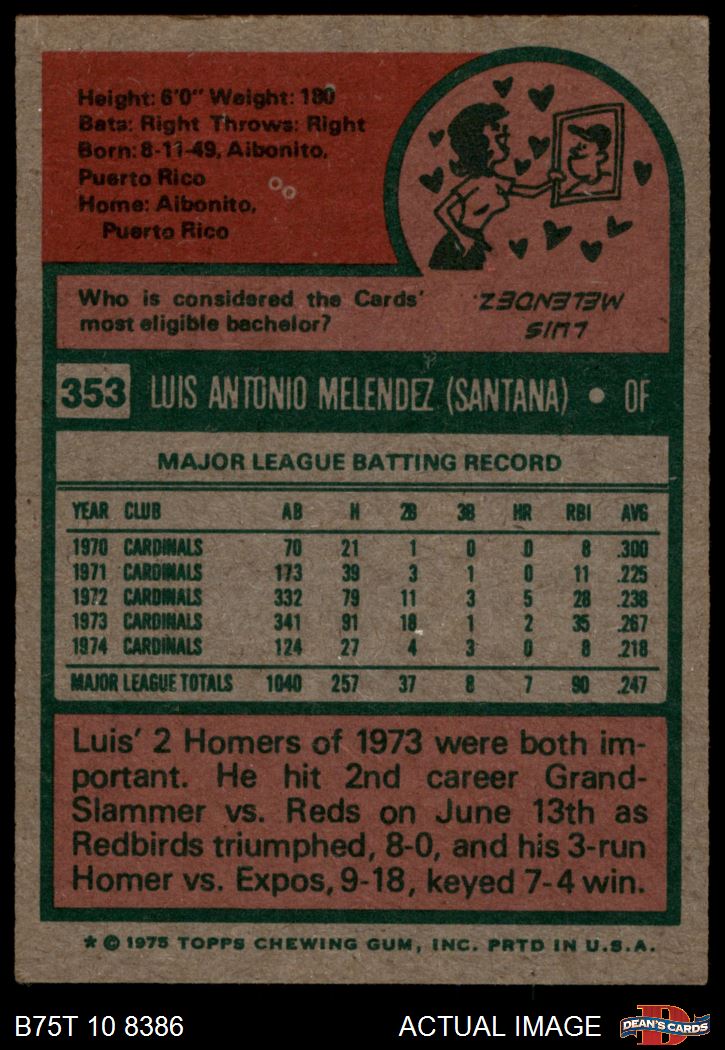 Height: 6'0" Weight: 180
Bats: Right Throws: Right
Born: 8-11-49, Aibonito,
Puerto Rico
Home: Aibonito,
Puerto Rico
Who is considered the Cards'
most eligible bachelor?
LUIS
MELENDEZ.
353 LUIS ANTONIO MELENDEZ (SANTANA) • OF
MAJOR LEAGUE BATTING RECORD
YEAR CLUB AB H 2B 3B HR RBI AVG
1970 CARDINALS 70 21 1 0 0 8 .300
1971 CARDINALS 173 39 3 1 0 11 .225
1972 CARDINALS 332 79 11 3 5 28 .238
1973 CARDINALS 341 91 18 1 2 35 .267
1974 CARDINALS 124 27 4 3 0 8 .218
MAJOR LEAGUE TOTALS 1040 257 37 8 7 90 .247
Luis' 2 Homers of 1973 were both im-
portant. He hit 2nd career Grand-
Slammer vs. Reds on June 13th as
Redbirds triumphed, 8-0, and his 3-run
Homer vs. Expos, 9-18, keyed 7-4 win.
* © 1975 TOPPS CHEWING GUM, INC. PRTD IN U.S.A.
B75T 10 8386 ACTUAL IMAGE DEAN'S CARDS